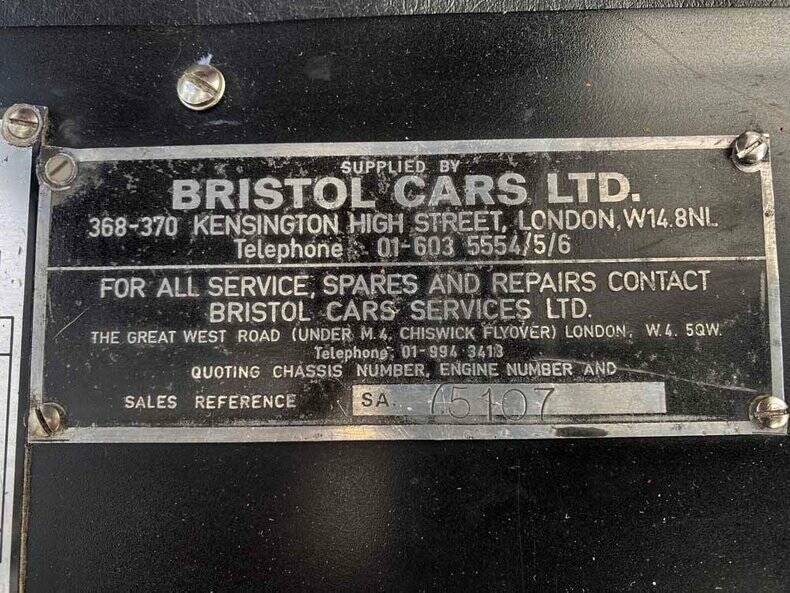 SUPPLIED BY
BRISTOL CARS LTD.
368-370 KENSINGTON HIGH STREET, LONDON, W14.8NL
Telephone : 01-603 5554/5/6
FOR ALL SERVICE, SPARES AND REPAIRS CONTACT
BRISTOL CARS SERVICES LTD.
THE GREAT WEST ROAD (UNDER M.4, CHISWICK FLYOVER) LONDON, W.4. 5QW.
Telephone: 01-994 3413
QUOTING CHASSIS NUMBER, ENGINE NUMBER AND
SALES REFERENCE SA. 75107